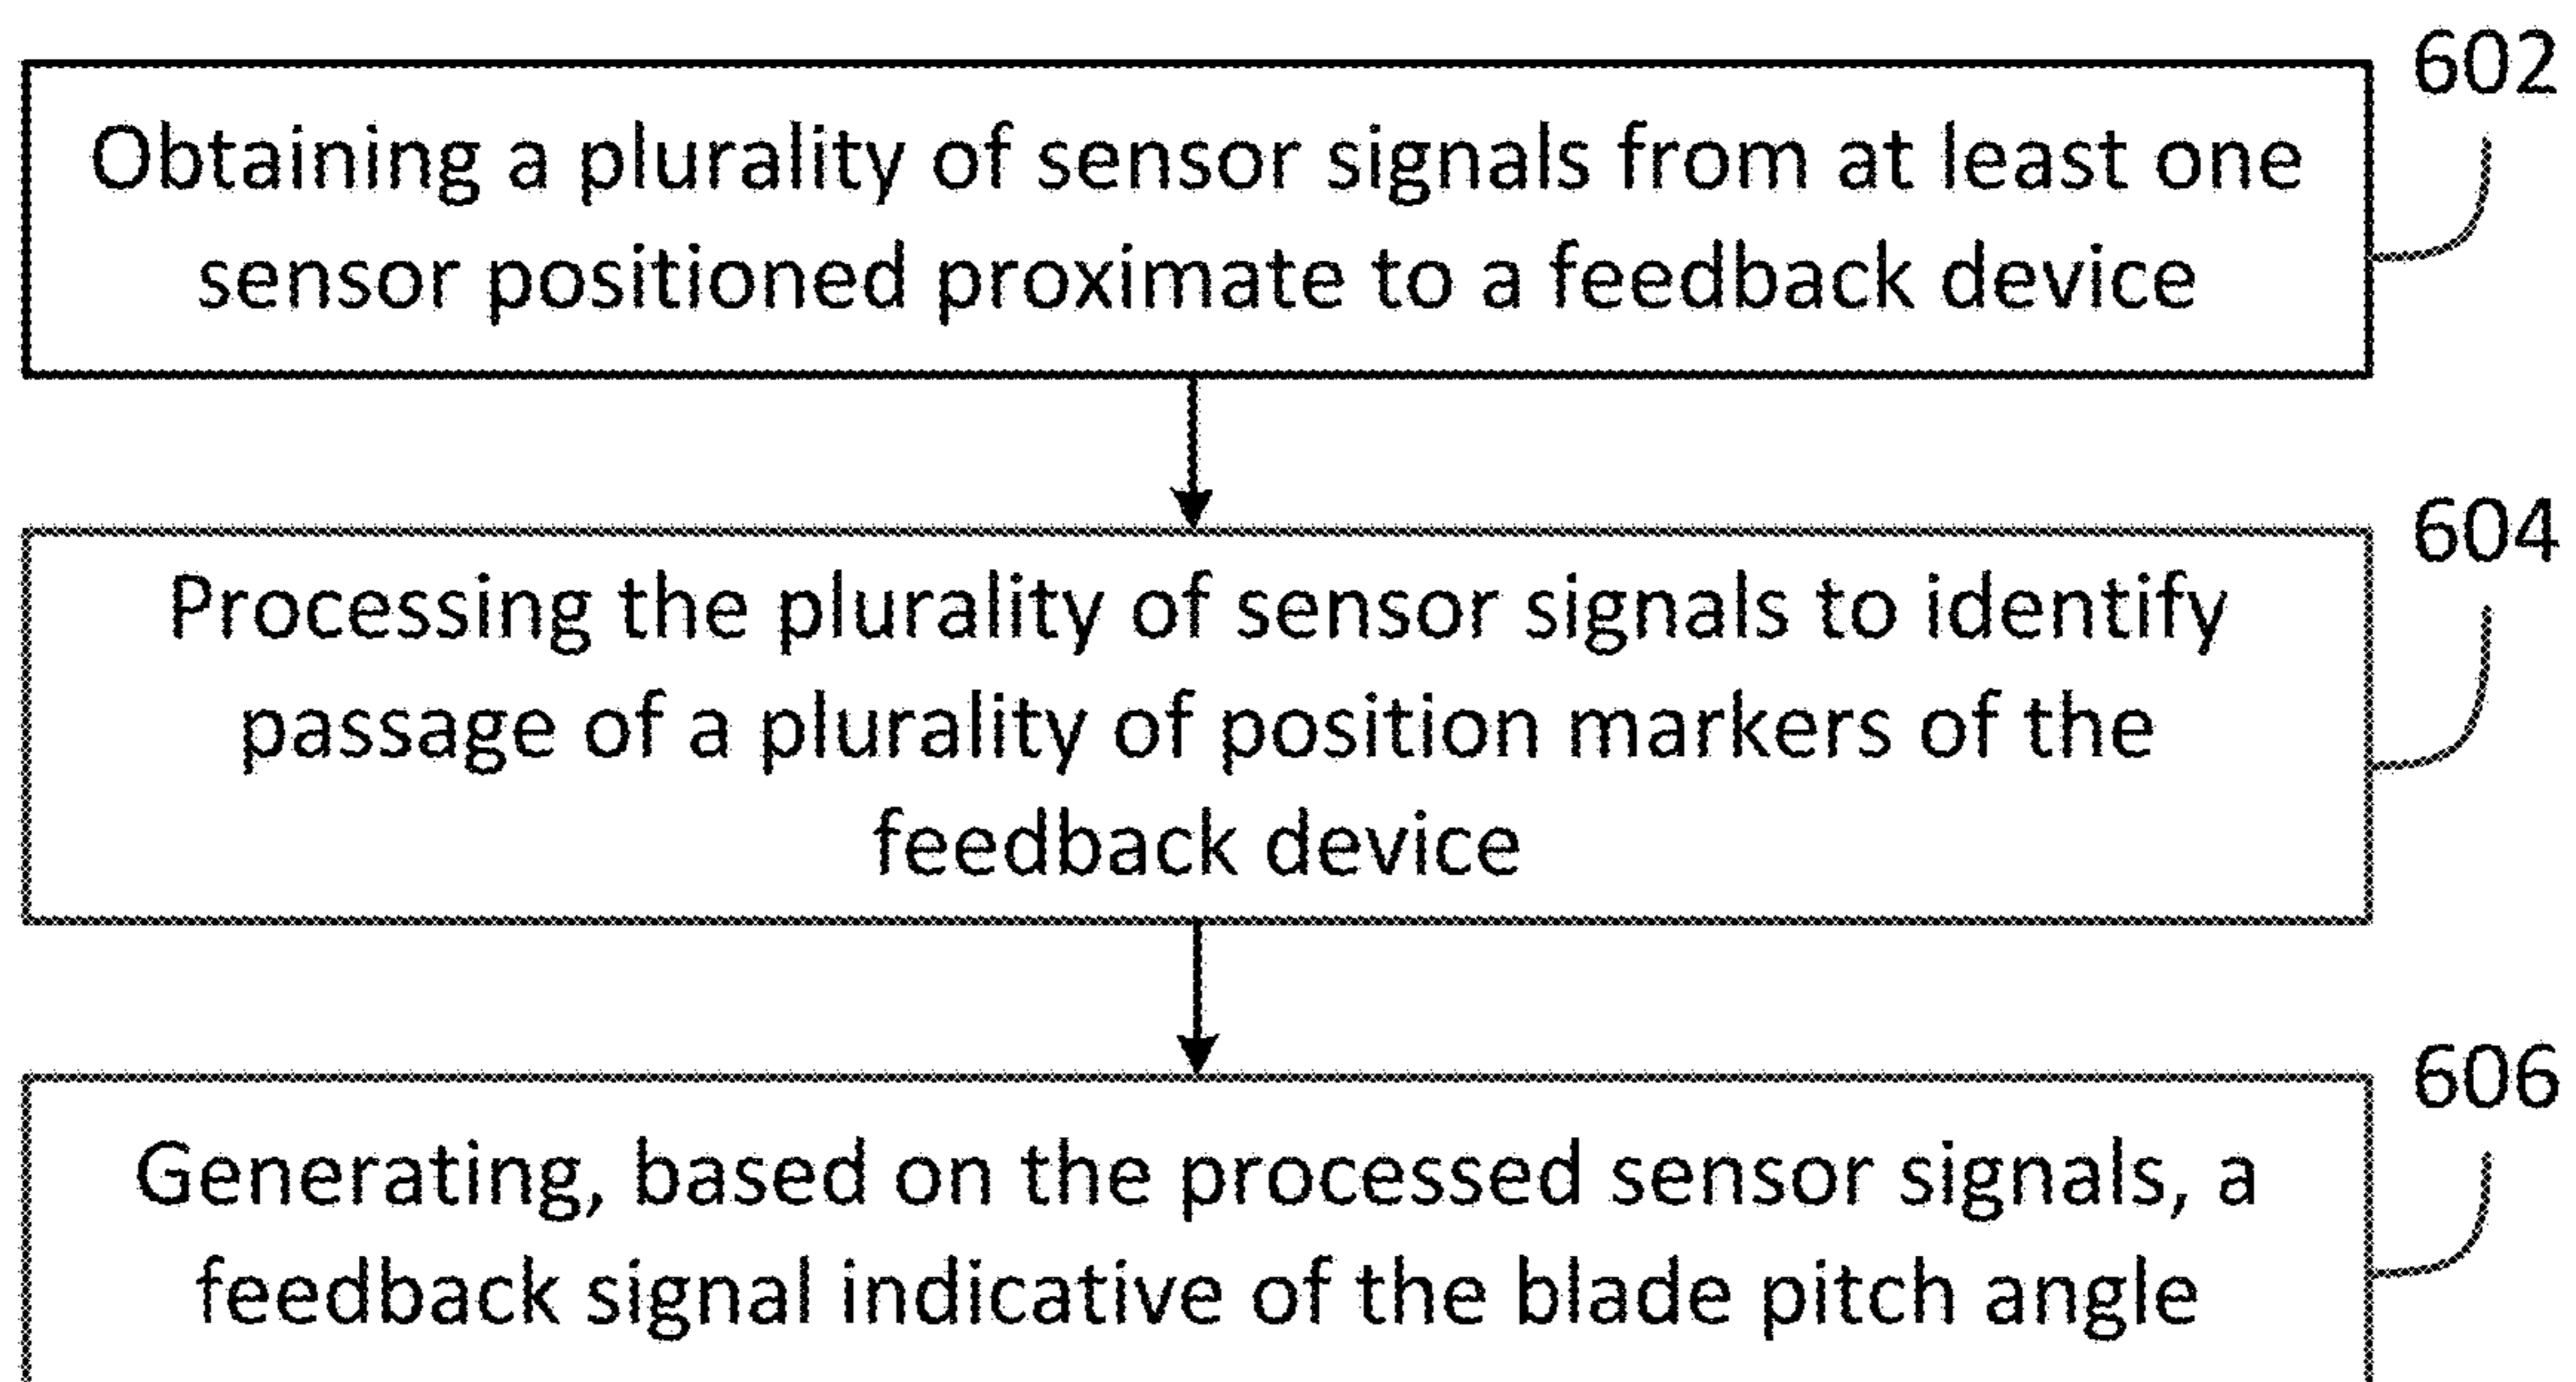 602
Obtaining a plurality of sensor signals from at least one
sensor positioned proximate to a feedback device
604
Processing the plurality of sensor signals to identify
passage of a plurality of position markers of the
feedback device
606
Generating, based on the processed sensor signals, a
feedback signal indicative of the blade pitch angle